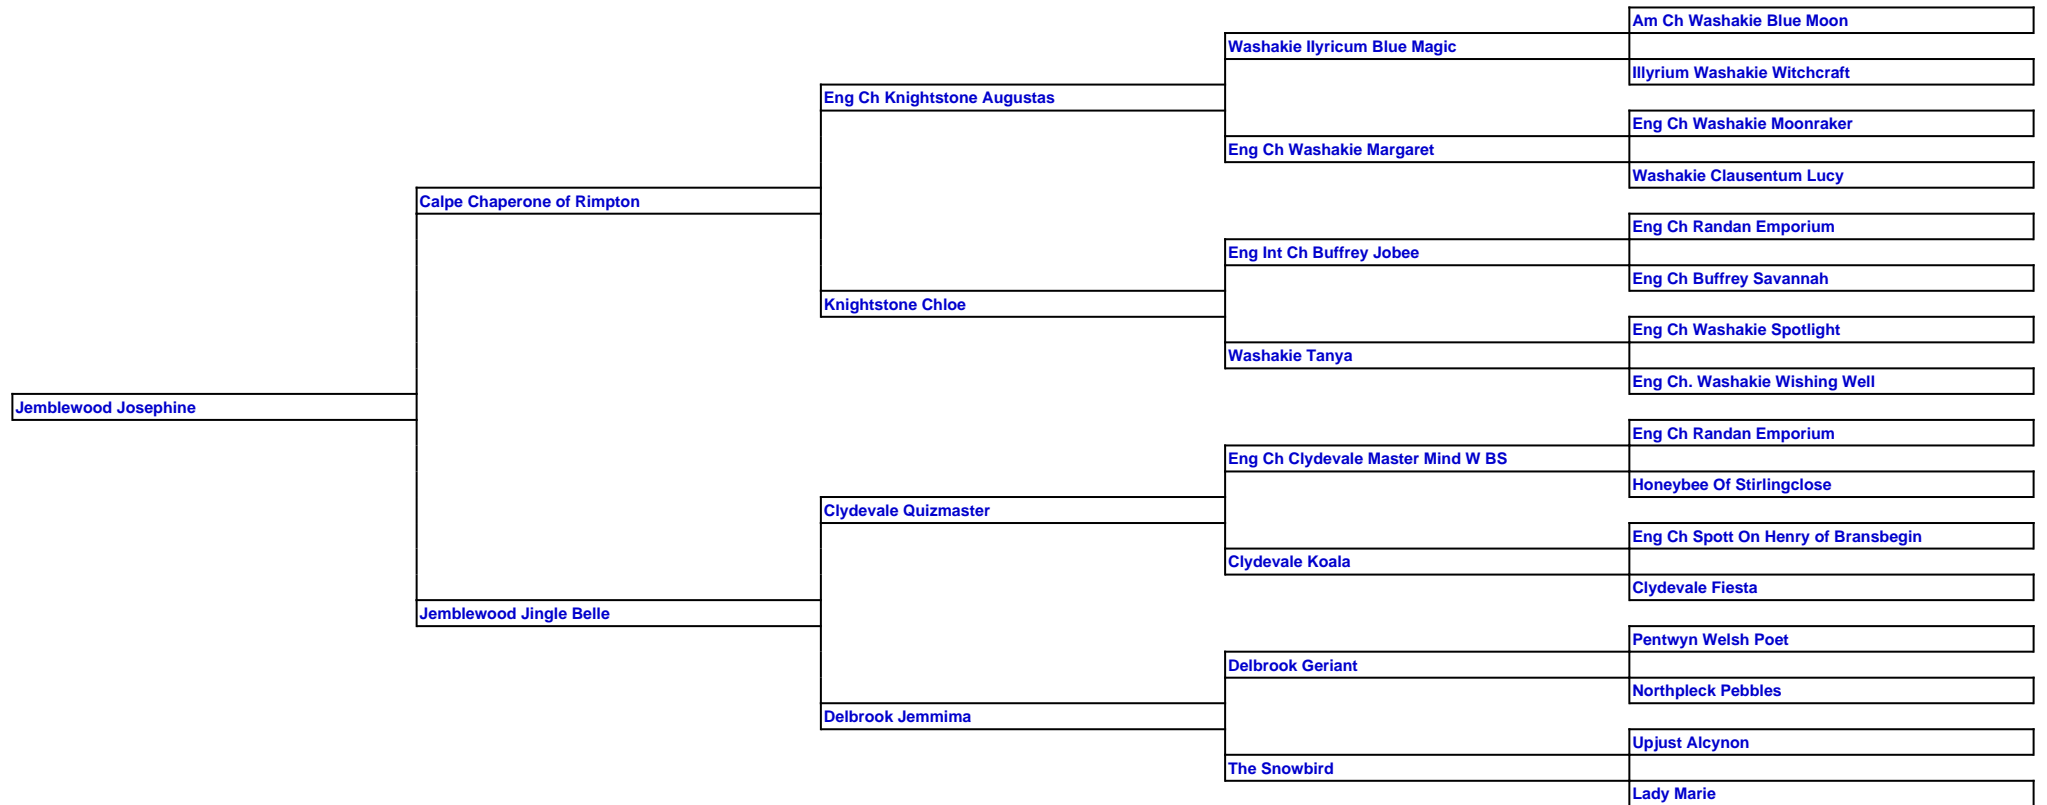 Am Ch Washakie Blue Moon
Washakie Ilyricum Blue Magic
Illyrium Washakie Witchcraft
Eng Ch Knightstone Augustas
Eng Ch Washakie Moonraker
Eng Ch Washakie Margaret
Washakie Clausentum Lucy
Calpe Chaperone of Rimpton
Eng Ch Randan Emporium
Eng Int Ch Buffrey Jobee
Eng Ch Buffrey Savannah
Knightstone Chloe
Eng Ch Washakie Spotlight
Washakie Tanya
Eng Ch. Washakie Wishing Well
Jemblewood Josephine
Eng Ch Randan Emporium
Eng Ch Clydevale Master Mind W BS
Honeybee Of Stirlingclose
Clydevale Quizmaster
Eng Ch Spott On Henry of Bransbegin
Clydevale Koala
Clydevale Fiesta
Jemblewood Jingle Belle
Pentwyn Welsh Poet
Delbrook Geriant
Northpleck Pebbles
Delbrook Jemmima
Upjust Alcynon
The Snowbird
Lady Marie